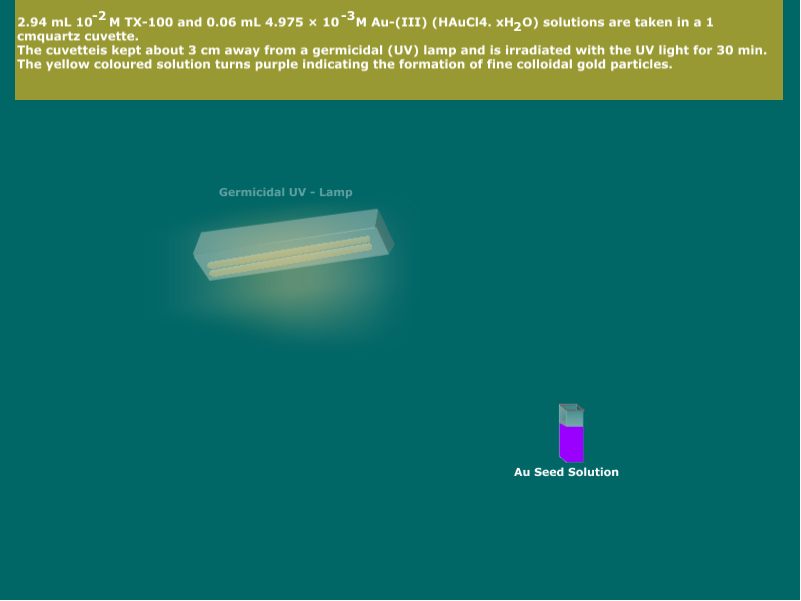 2.94 mL 10⁻² M TX-100 and 0.06 mL 4.975 × 10⁻³M Au-(III) (HAuCl4. xH₂O) solutions are taken in a 1
cmquartz cuvette.
The cuvetteIs kept about 3 cm away from a germicidal (UV) lamp and is irradiated with the UV light for 30 min.
The yellow coloured solution turns purple indicating the formation of fine colloidal gold particles.
Germicidal UV - Lamp
Au Seed Solution